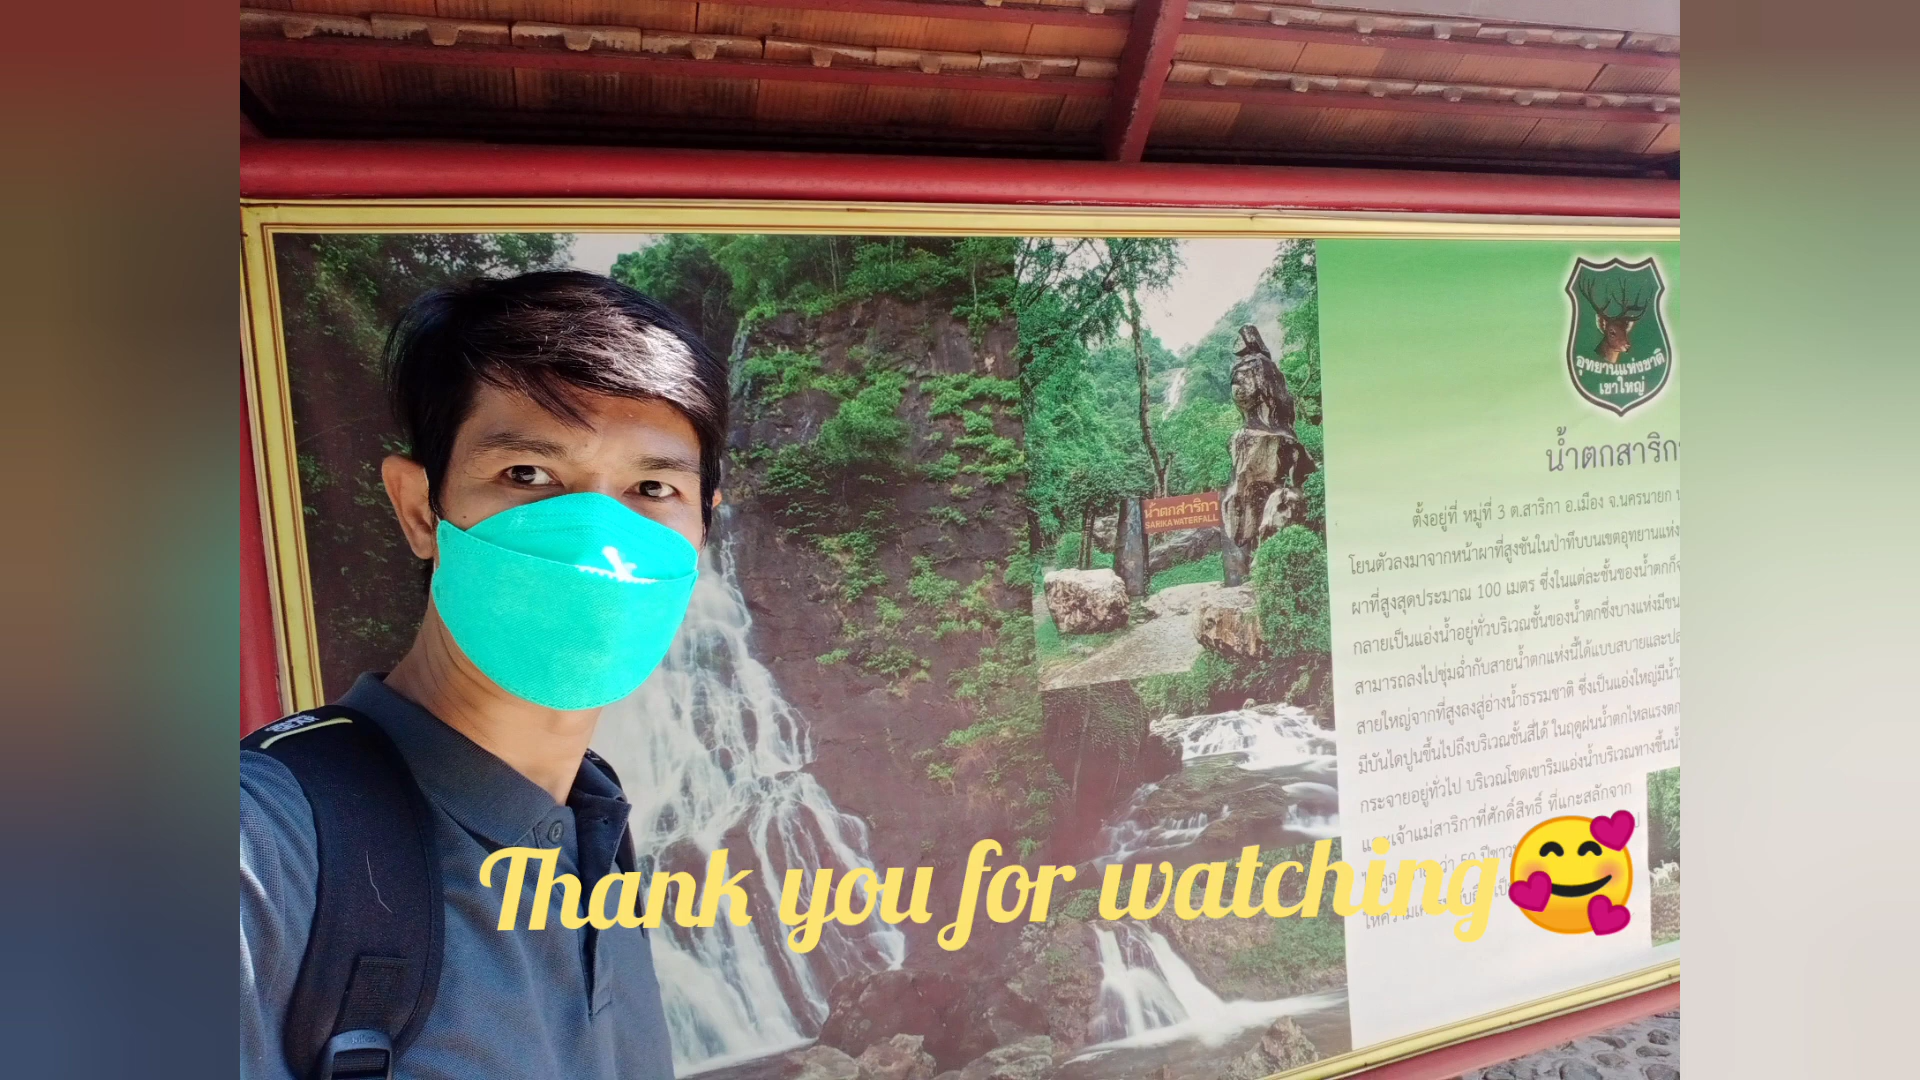 อุทยานแห่งชาติ
เขาใหญ่
น้ำตกสาริกา
SARIKA WATERFALL
น้ำตกสาริก
ตั้งอยู่ที่ หมู่ที่ 3 ต.สาริกา อ.เมือง จ.นครนายก
โยนตัวลงมาจากหน้าผาที่สูงชันในป่าทึบบนเขตอุทยานแห่ง
ผาที่สูงสุดประมาณ 100 เมตร ซึ่งในแต่ละชั้นของน้ำตกก็จ
กลายเป็นแอ่งน้ำอยู่ทั่วบริเวณชั้นของน้ำตกซึ่งบางแห่งมีขน
สามารถลงไปชุ่มฉ่ำกับสายน้ำตกแห่งนี้ได้แบบสบายและปล
สายใหญ่จากที่สูงลงสู่อ่างน้ำธรรมชาติ ซึ่งเป็นแอ่งใหญ่มีน้ำ
มีบันไดปูนขึ้นไปถึงบริเวณชั้นสี่ได้ ในฤดูฝนน้ำตกไหลแรงตก
กระจายอยู่ทั่วไป บริเวณโขดเขาริมแอ่งน้ำบริเวณทางขึ้นน้ำ
เจ้าแม่สาริกาที่ศักดิ์สิทธิ์ ที่แกะสลักจาก
Thank you for watching🥰